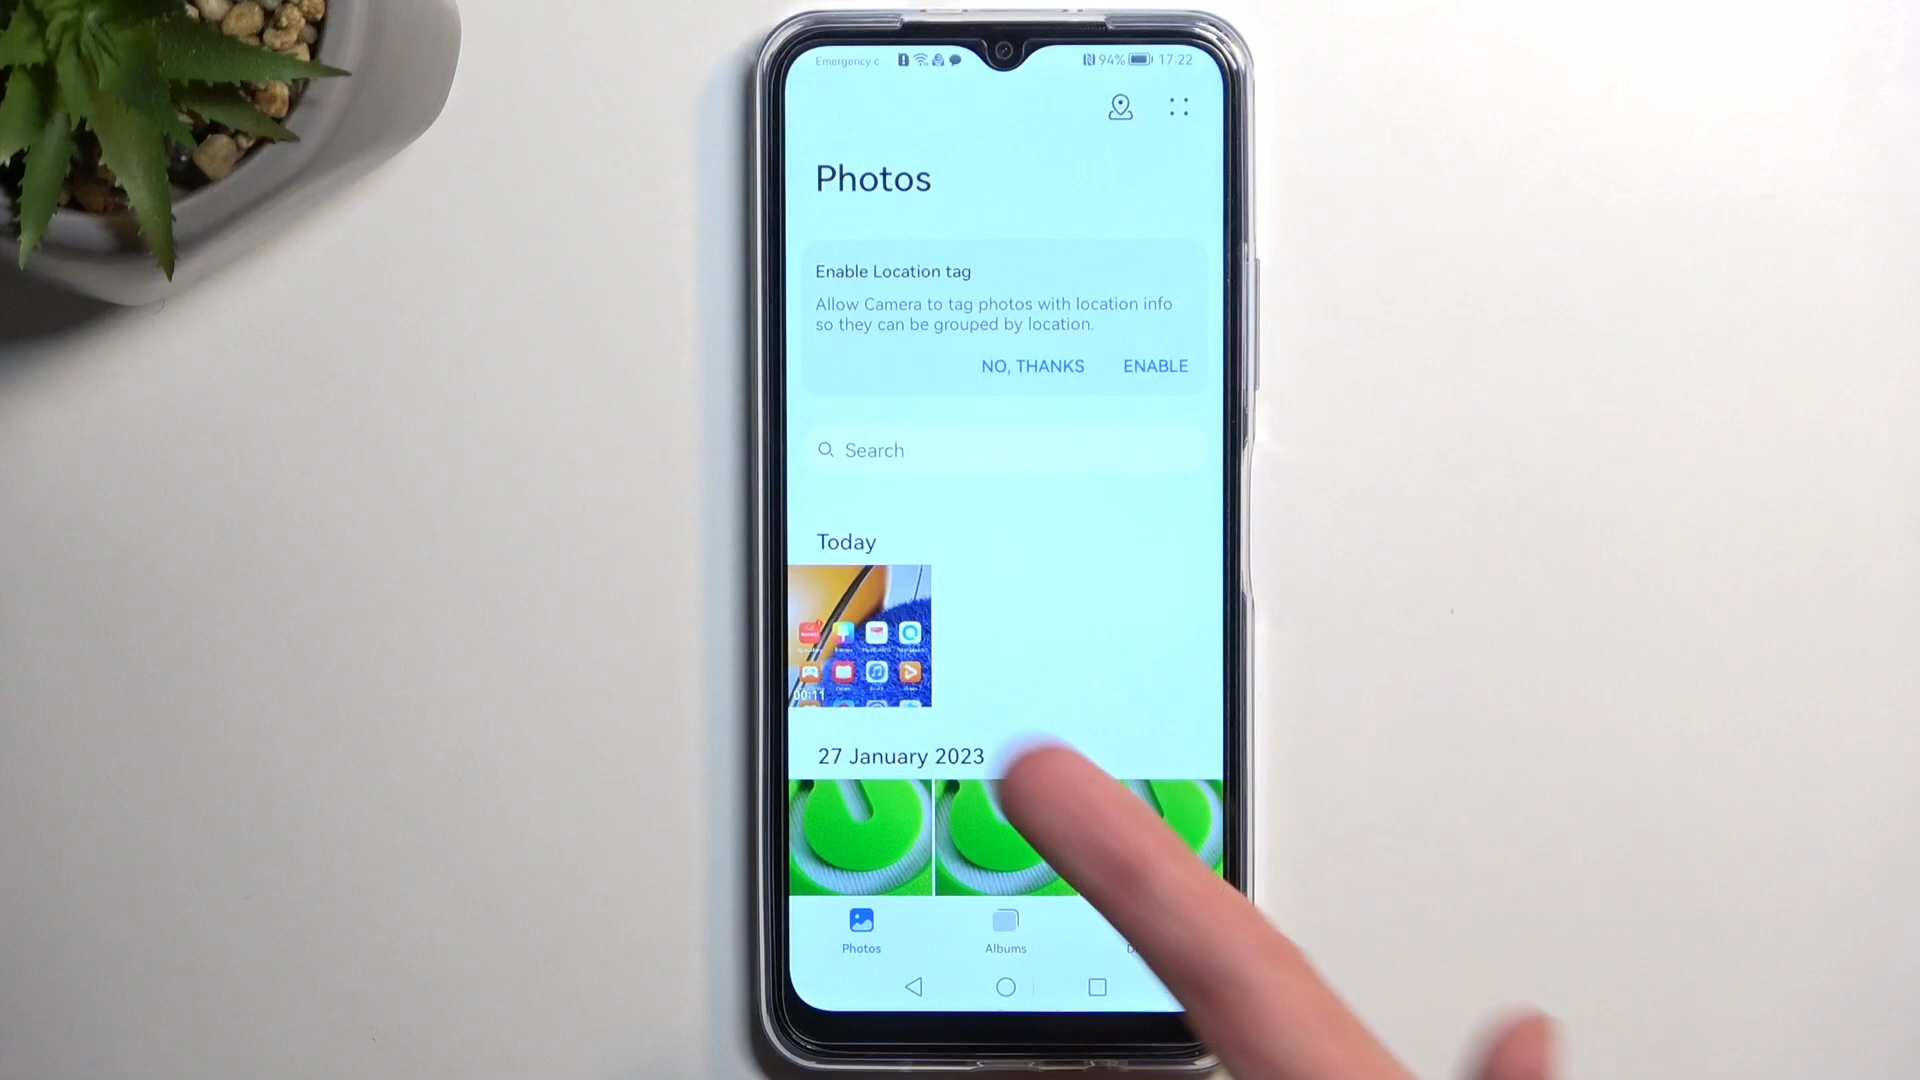 Emergency c
94% 17:22
Photos
Enable Location tag
Allow Camera to tag photos with location info
so they can be grouped by location.
NO, THANKS ENABLE
Search
Today
00:11
27 January 2023
Photos Albums D